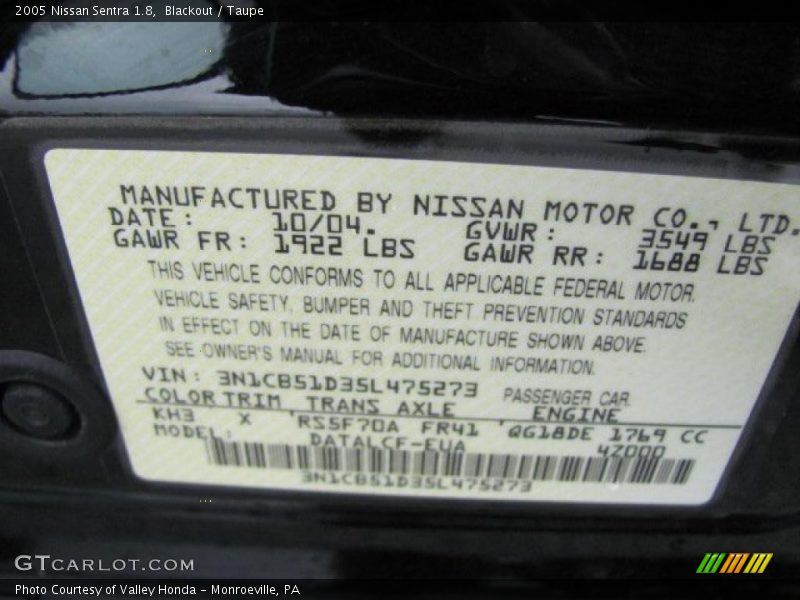 2005 Nissan Sentra 1.8, Blackout / Taupe
MANUFACTURED BY NISSAN MOTOR CO., LTD.
DATE: 10/04. GVWR: 3549 LBS
GAWR FR: 1922 LBS GAWR RR: 1688 LBS
THIS VEHICLE CONFORMS TO ALL APPLICABLE FEDERAL MOTOR
VEHICLE SAFETY, BUMPER AND THEFT PREVENTION STANDARDS
IN EFFECT ON THE DATE OF MANUFACTURE SHOWN ABOVE.
SEE OWNER'S MANUAL FOR ADDITIONAL INFORMATION.
VIN: 3N1CB51D35L475273 PASSENGER CAR
COLOR TRIM TRANS AXLE ENGINE
KH3 X 'RS5F70A FR41 'QG18DE 1769 CC
MODEL: DATALCF-EUA 4Z000
3N1CB51D35L475273
GTCARLOT.COM
Photo Courtesy of Valley Honda - Monroeville, PA